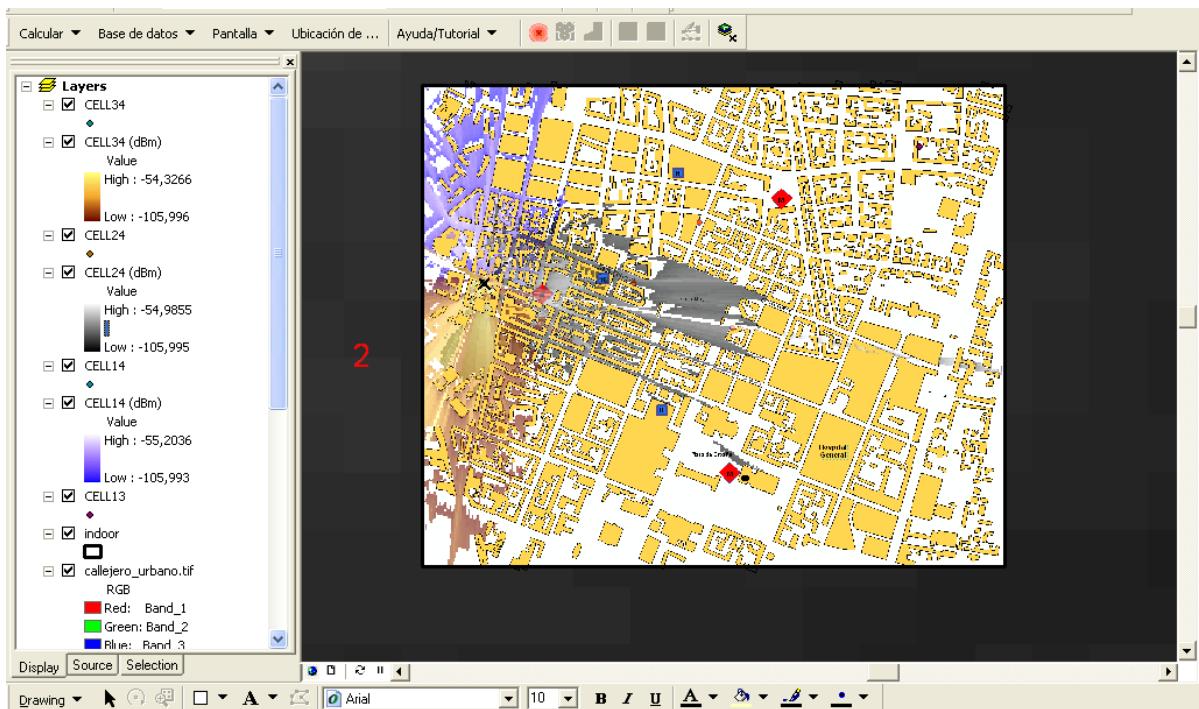 Calcular Base de datos Pantalla Ubicación de ... Ayuda/Tutorial
Layers
CELL34
CELL34 (dBm)
Value
High : -54,3266
Low : -105,996
CELL24
CELL24 (dBm)
Value
High : -54,9855
Low : -105,995
CELL14
CELL14 (dBm)
Value
High : -55,2036
Low : -105,993
CELL13
indoor
callejero_urbano.tif
RGB
Red: Band_1
Green: Band_2
Blue: Band_3
Display Source Selection
2
Hospital
General
Drawing A Arial 10 B I U A